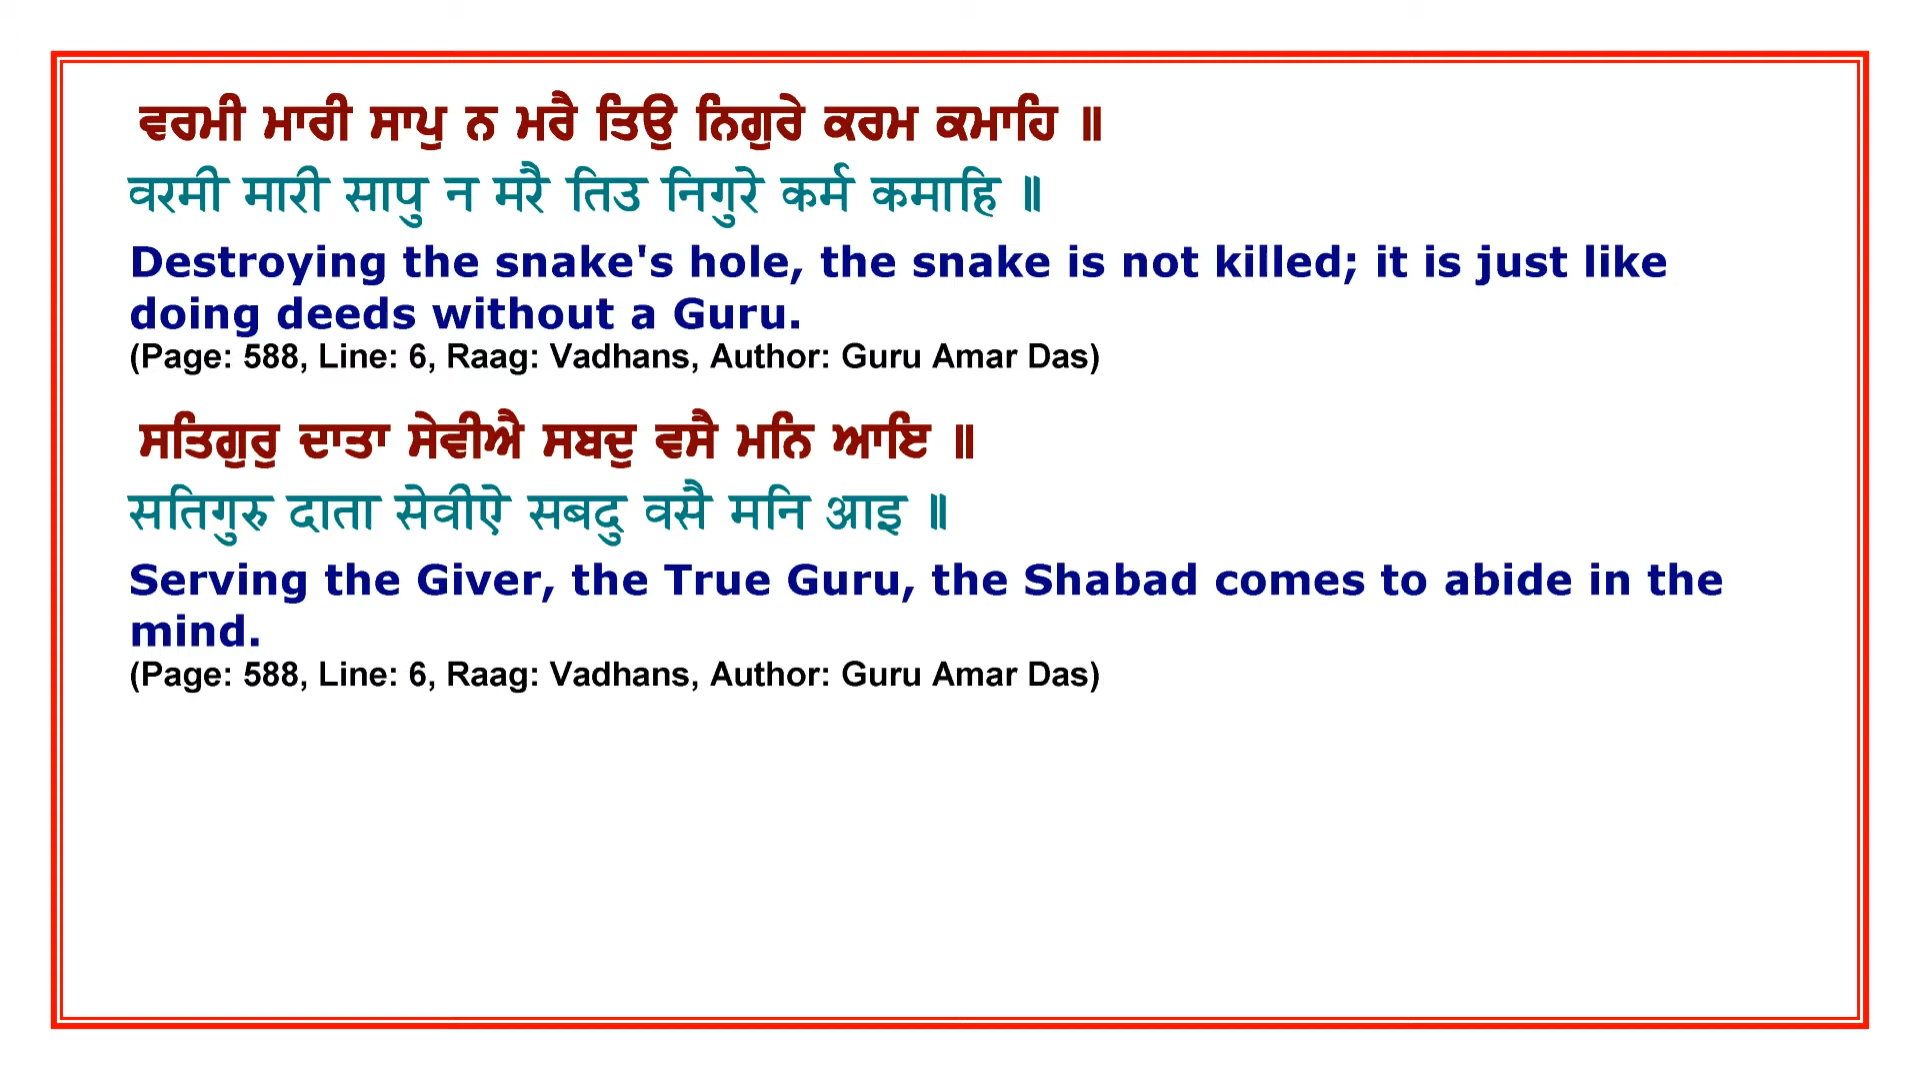 ਵਰਮੀ ਮਾਰੀ ਸਾਪੁ ਨ ਮਰੈ ਤਿਉ ਨਿਗੁਰੇ ਕਰਮ ਕਮਾਹਿ ॥
वरमी मारी सापु न मरै तिउ निगुरे कर्म कमाहि ॥
Destroying the snake's hole, the snake is not killed; it is just like
doing deeds without a Guru.
(Page: 588, Line: 6, Raag: Vadhans, Author: Guru Amar Das)
ਸਤਿਗੁਰੁ ਦਾਤਾ ਸੇਵੀਐ ਸਬਦੁ ਵਸੈ ਮਨਿ ਆਇ ॥
सतिगुरु दाता सेवीऐ सबदु वसै मनि आइ ॥
Serving the Giver, the True Guru, the Shabad comes to abide in the
mind.
(Page: 588, Line: 6, Raag: Vadhans, Author: Guru Amar Das)